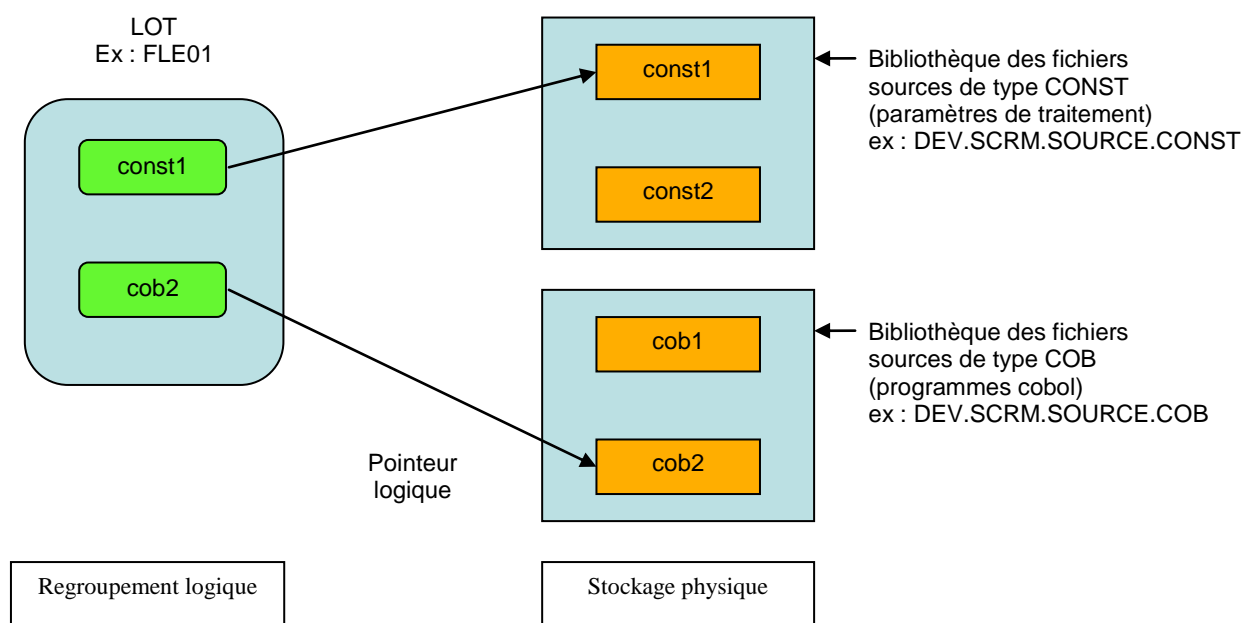 LOT
Ex : FLE01
const1
cob2
const1
const2
Bibliothèque des fichiers
sources de type CONST
(paramètres de traitement)
ex : DEV.SCRM.SOURCE.CONST
cob1
cob2
Bibliothèque des fichiers
sources de type COB
(programmes cobol)
ex : DEV.SCRM.SOURCE.COB
Pointeur
logique
Regroupement logique
Stockage physique